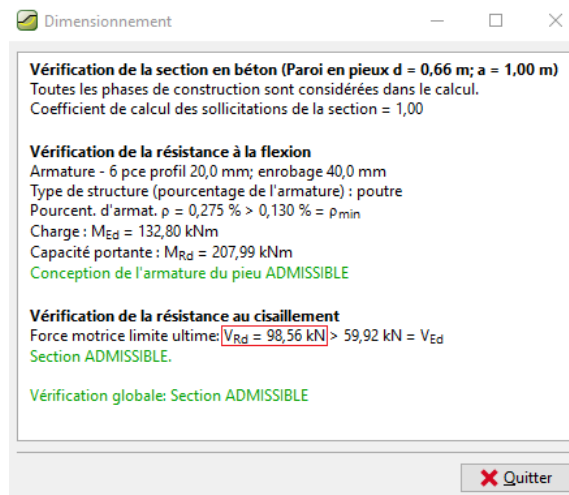 Dimensionnement
Vérification de la section en béton (Paroi en pieux d = 0,66 m; a = 1,00 m)
Toutes les phases de construction sont considérées dans le calcul.
Coefficient de calcul des sollicitations de la section = 1,00
Vérification de la résistance à la flexion
Armature - 6 pce profil 20,0 mm; enrobage 40,0 mm
Type de structure (pourcentage de l'armature) : poutre
Pourcent. d'armat. ρ = 0,275 % > 0,130 % = ρmin
Charge : MEd = 132,80 kNm
Capacité portante : MRd = 207,99 kNm
Conception de l'armature du pieu ADMISSIBLE
Vérification de la résistance au cisaillement
Force motrice limite ultime: VRd = 98,56 kN > 59,92 kN = VEd
Section ADMISSIBLE.
Vérification globale: Section ADMISSIBLE
Quitter